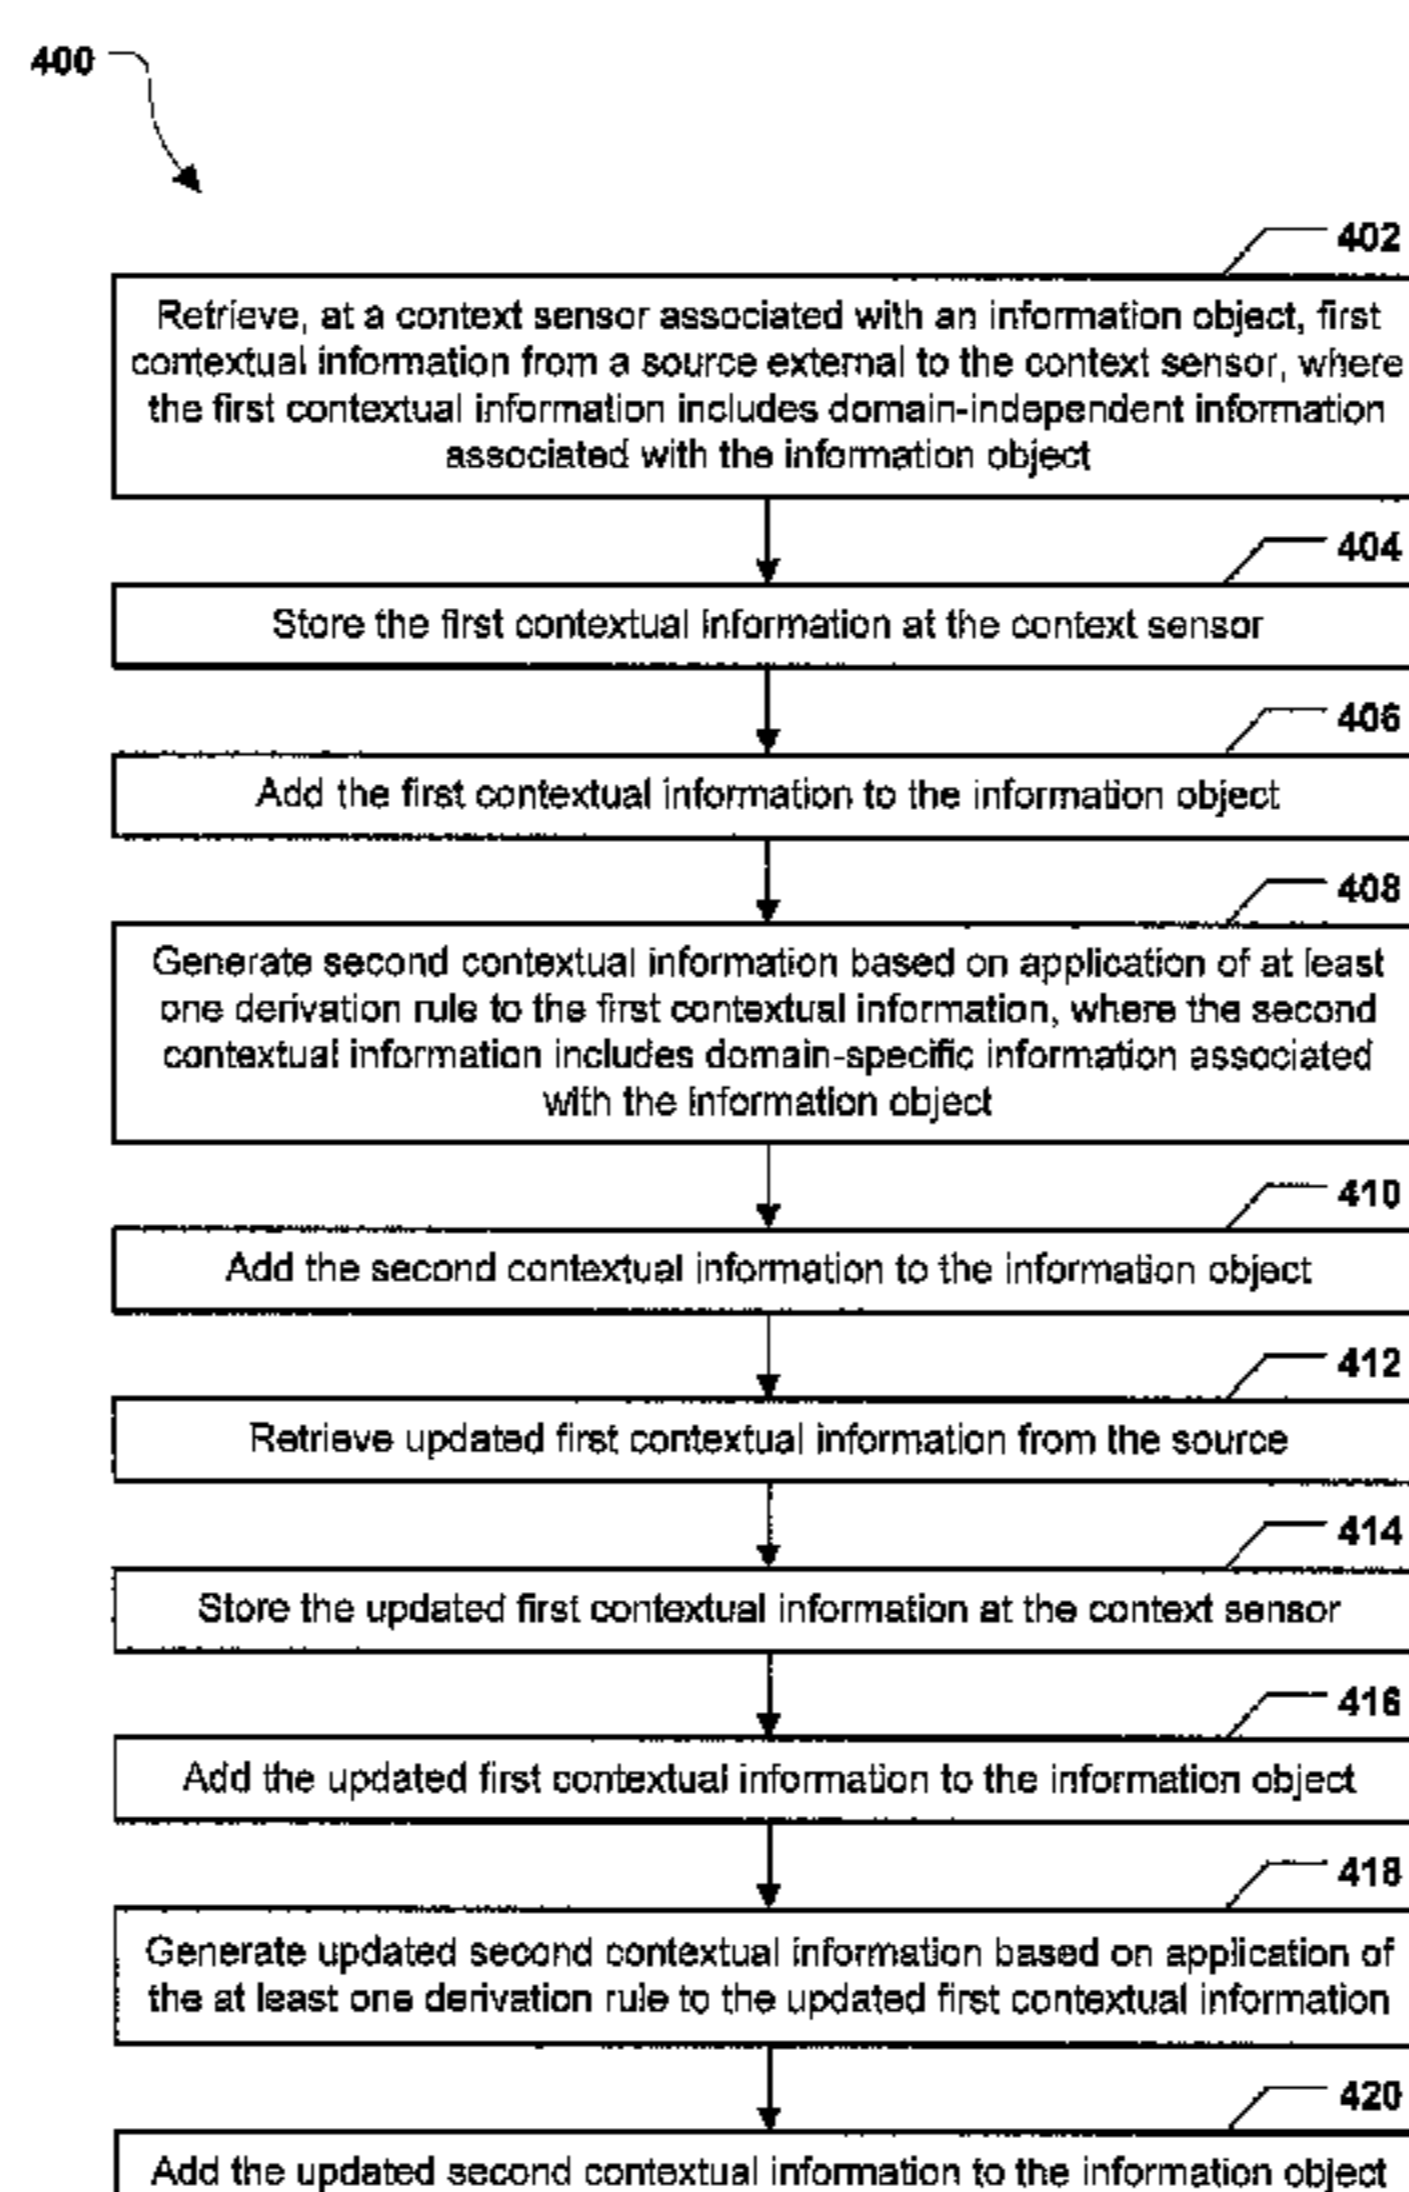 400
402
Retrieve, at a context sensor associated with an information object, first
contextual information from a source external to the context sensor, where
the first contextual information includes domain-independent information
associated with the information object
404
Store the first contextual information at the context sensor
406
Add the first contextual information to the information object
408
Generate second contextual information based on application of at least
one derivation rule to the first contextual information, where the second
contextual information includes domain-specific information associated
with the information object
410
Add the second contextual information to the information object
412
Retrieve updated first contextual information from the source
414
Store the updated first contextual information at the context sensor
416
Add the updated first contextual information to the information object
418
Generate updated second contextual information based on application of
the at least one derivation rule to the updated first contextual information
420
Add the updated second contextual information to the information object